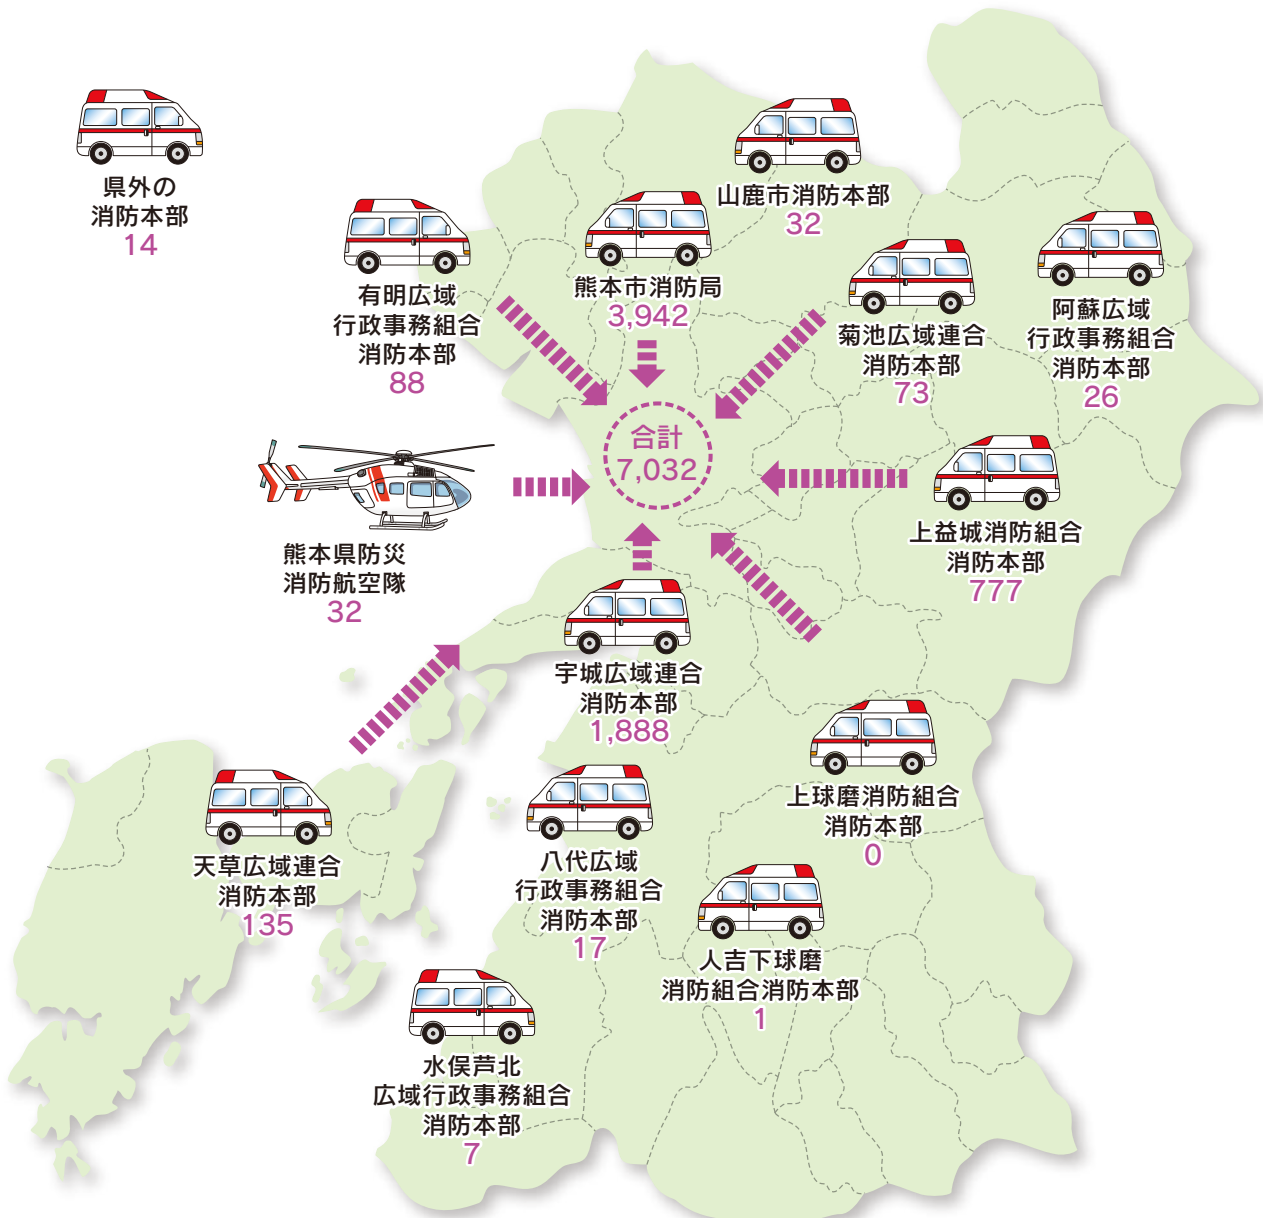 県外の
消防本部
14
有明広域
行政事務組合
消防本部
88
熊本市消防局
3,942
山鹿市消防本部
32
菊池広域連合
消防本部
73
阿蘇広域
行政事務組合
消防本部
26
合計
7,032
熊本県防災
消防航空隊
32
上益城消防組合
消防本部
777
宇城広域連合
消防本部
1,888
上球磨消防組合
消防本部
0
天草広域連合
消防本部
135
八代広域
行政事務組合
消防本部
17
人吉下球磨
消防組合消防本部
1
水俣芦北
広域行政事務組合
消防本部
7